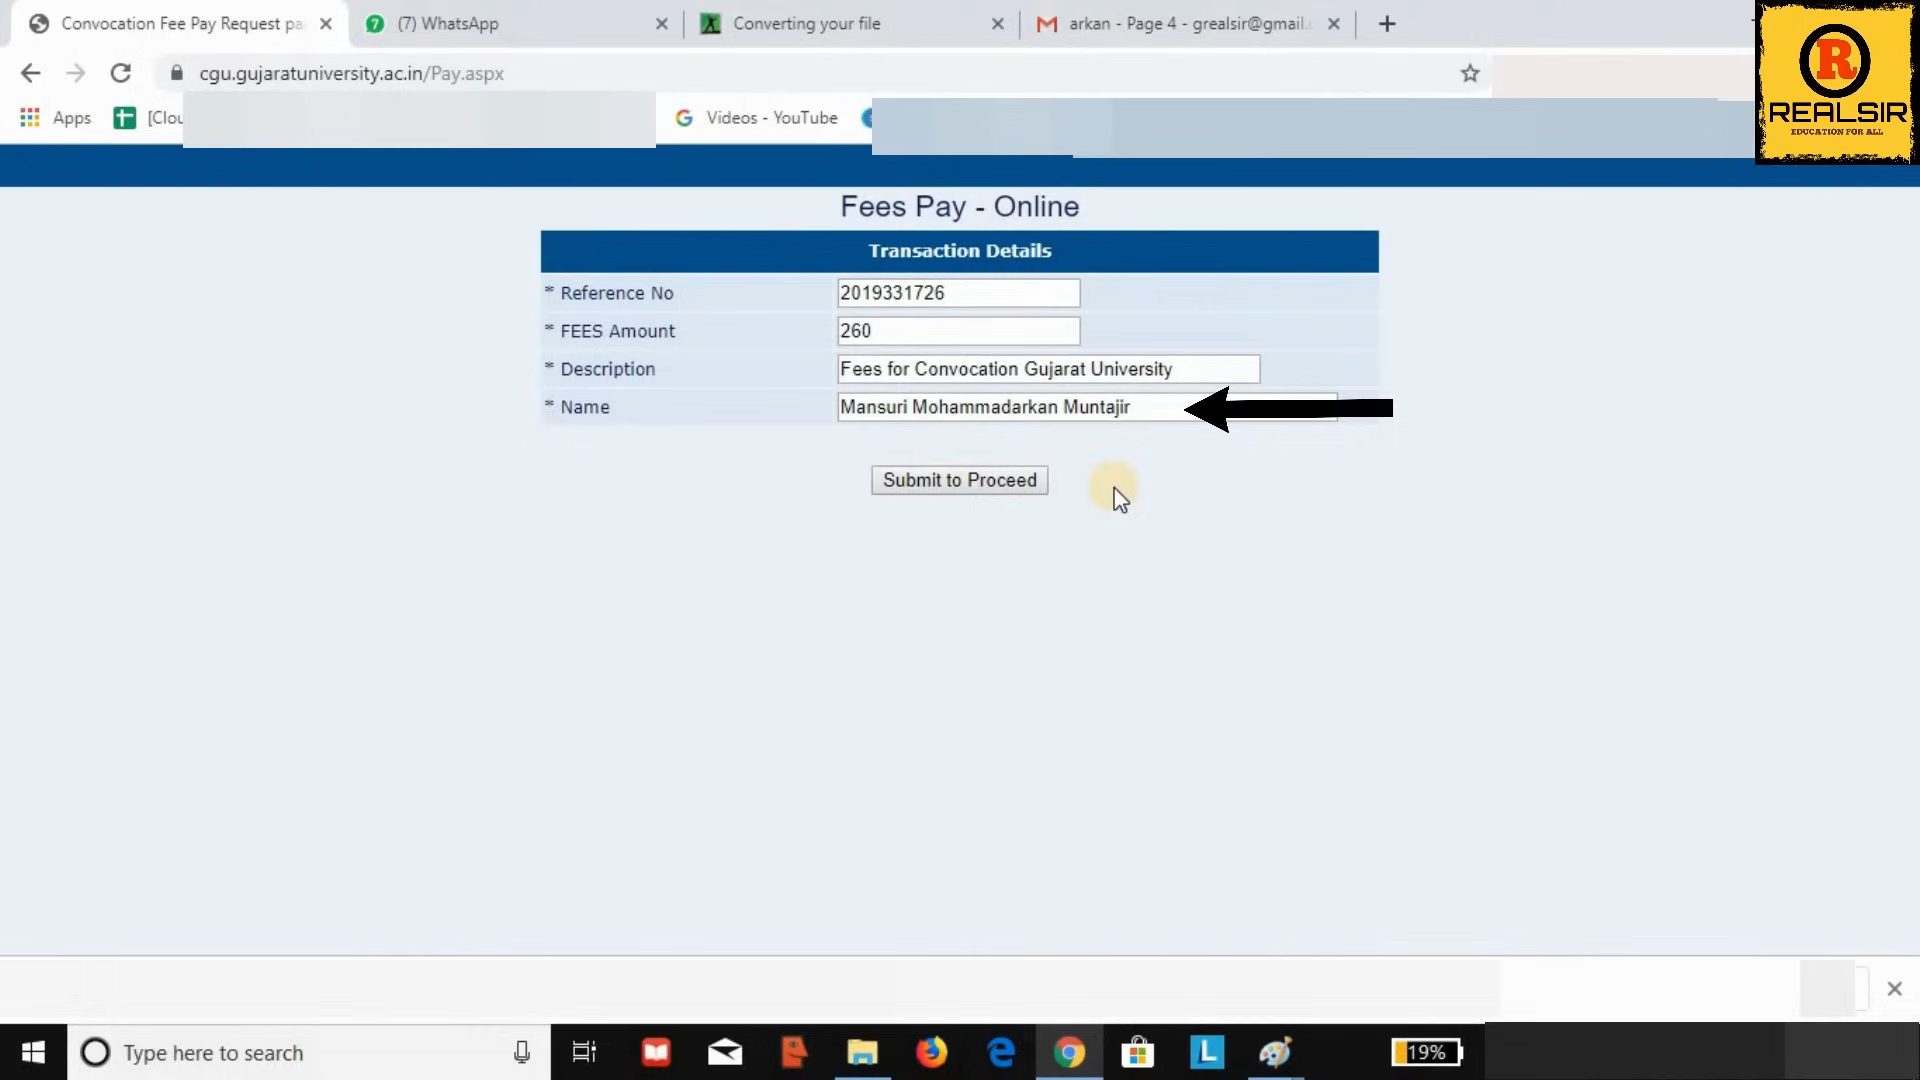 Convocation Fee Pay Request pa
(7) WhatsApp
Converting your file
arkan - Page 4 - grealsir@gmail.
cgu.gujaratuniversity.ac.in/Pay.aspx
Apps
[Clou
Videos - YouTube
R
REALSIR
EDUCATION FOR ALL
Fees Pay - Online
Transaction Details
* Reference No 2019331726
* FEES Amount 260
* Description Fees for Convocation Gujarat University
* Name Mansuri Mohammadarkan Muntajir
Submit to Proceed
Type here to search
L
19%